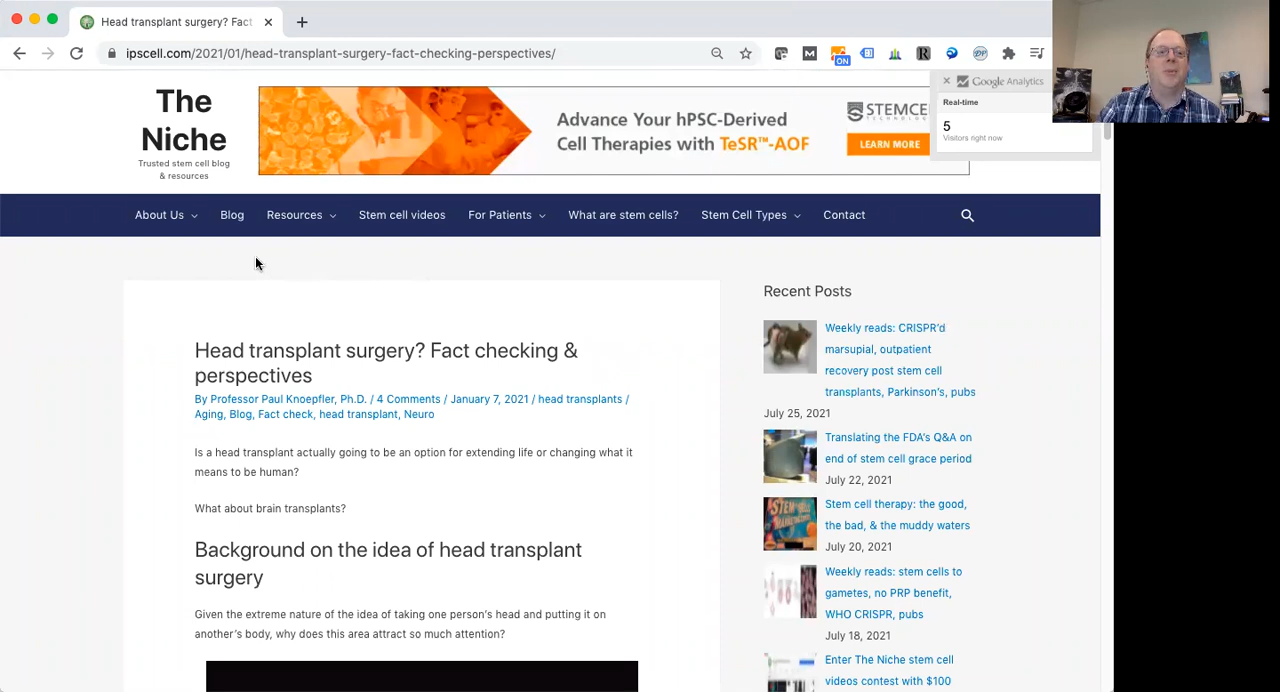 Head transplant surgery? Fact
ipscell.com/2021/01/head-transplant-surgery-fact-checking-perspectives/
ON
Google Analytics
Real-time
5
Visitors right now
The
Niche
Trusted stem cell blog
& resources
Advance Your hPSC-Derived
Cell Therapies with TeSR™-AOF
STEMCEL
LEARN MORE
About Us
Blog
Resources
Stem cell videos
For Patients
What are stem cells?
Stem Cell Types
Contact
Head transplant surgery? Fact checking &
perspectives
By Professor Paul Knoepfler, Ph.D. / 4 Comments / January 7, 2021 / head transplants /
Aging, Blog, Fact check, head transplant, Neuro
Is a head transplant actually going to be an option for extending life or changing what it
means to be human?
What about brain transplants?
Background on the idea of head transplant
surgery
Given the extreme nature of the idea of taking one person's head and putting it on
another's body, why does this area attract so much attention?
Recent Posts
Weekly reads: CRISPR'd
marsupial, outpatient
recovery post stem cell
transplants, Parkinson's, pubs
July 25, 2021
Translating the FDA's Q&A on
end of stem cell grace period
July 22, 2021
Stem cell therapy: the good,
the bad, & the muddy waters
July 20, 2021
Weekly reads: stem cells to
gametes, no PRP benefit,
WHO CRISPR, pubs
July 18, 2021
Enter The Niche stem cell
videos contest with $100